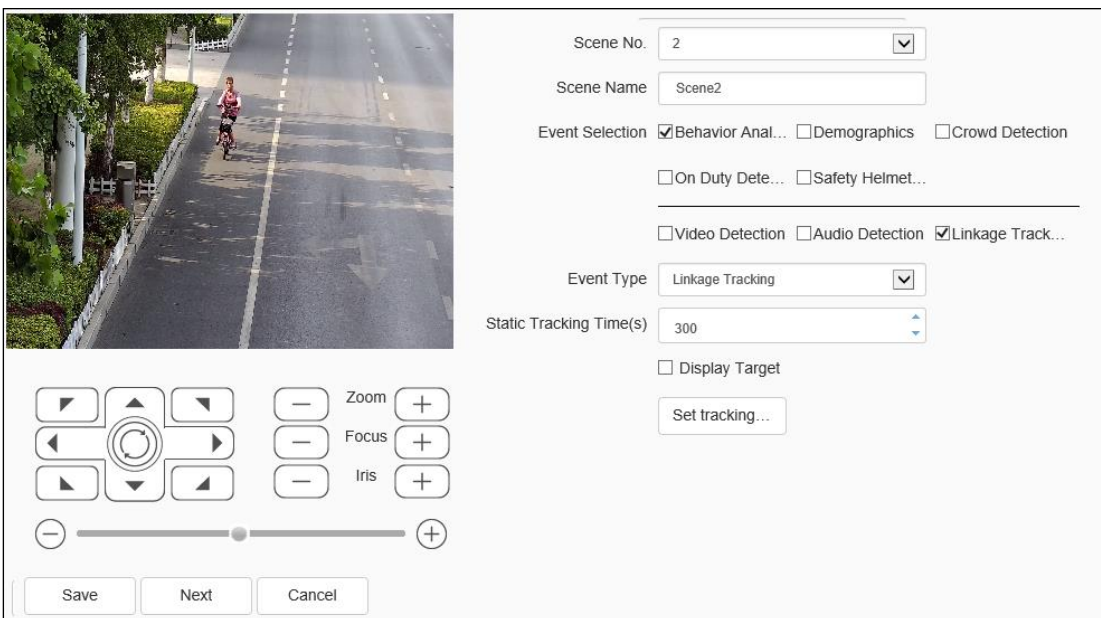 Scene No. 2
Scene Name Scene2
Event Selection Behavior Anal... Demographics Crowd Detection
On Duty Dete... Safety Helmet...
Video Detection Audio Detection Linkage Track...
Event Type Linkage Tracking
Static Tracking Time(s) 300
Display Target
Set tracking...
Zoom
Focus
Iris
Save Next Cancel